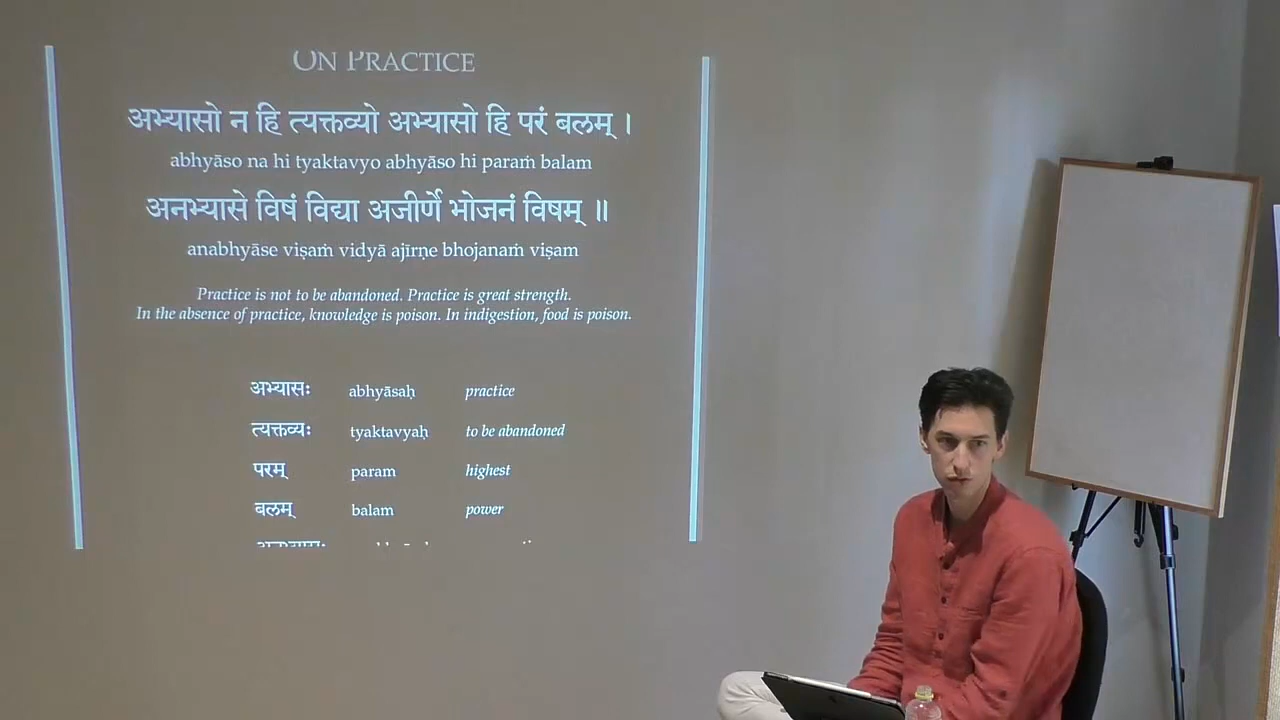 ON PRACTICE
अभ्यासो न हि त्यक्तव्यो अभ्यासो हि परं बलम् ।
abhyāso na hi tyaktavyo abhyāso hi paraṁ balam
अनभ्यासे विषं विद्या अजीर्णे भोजनं विषम् ॥
anabhyāse viṣaṁ vidyā ajīrṇe bhojanaṁ viṣam
Practice is not to be abandoned. Practice is great strength.
In the absence of practice, knowledge is poison. In indigestion, food is poison.
अभ्यासः abhyāsaḥ practice
त्यक्तव्यः tyaktavyaḥ to be abandoned
परम् param highest
बलम् balam power